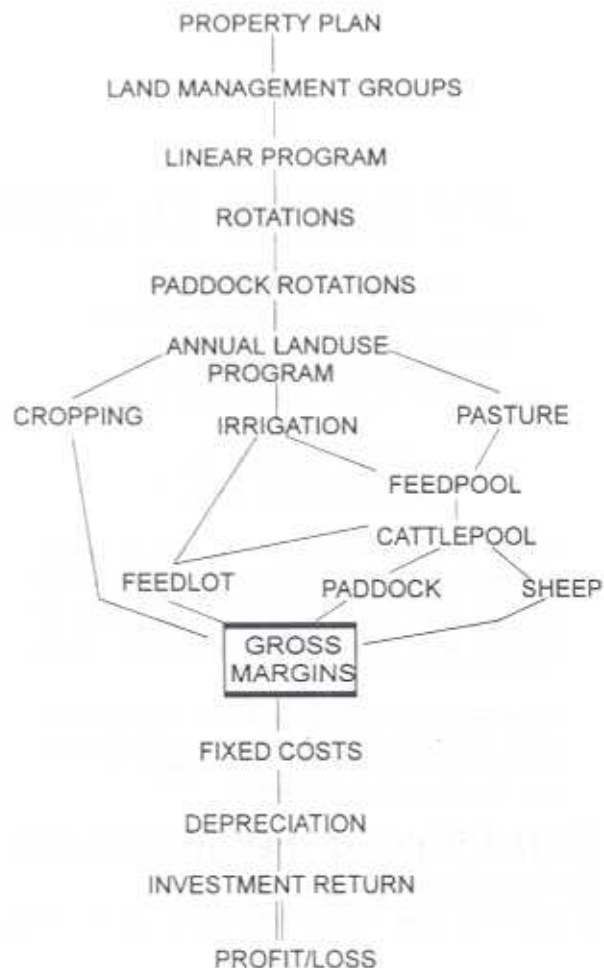 PROPERTY PLAN
LAND MANAGEMENT GROUPS
LINEAR PROGRAM
ROTATIONS
PADDOCK ROTATIONS
ANNUAL LANDUSE
PROGRAM
CROPPING
IRRIGATION
PASTURE
FEEDPOOL
CATTLEPOOL
FEEDLOT
PADDOCK
SHEEP
GROSS
MARGINS
FIXED COSTS
DEPRECIATION
INVESTMENT RETURN
PROFIT/LOSS